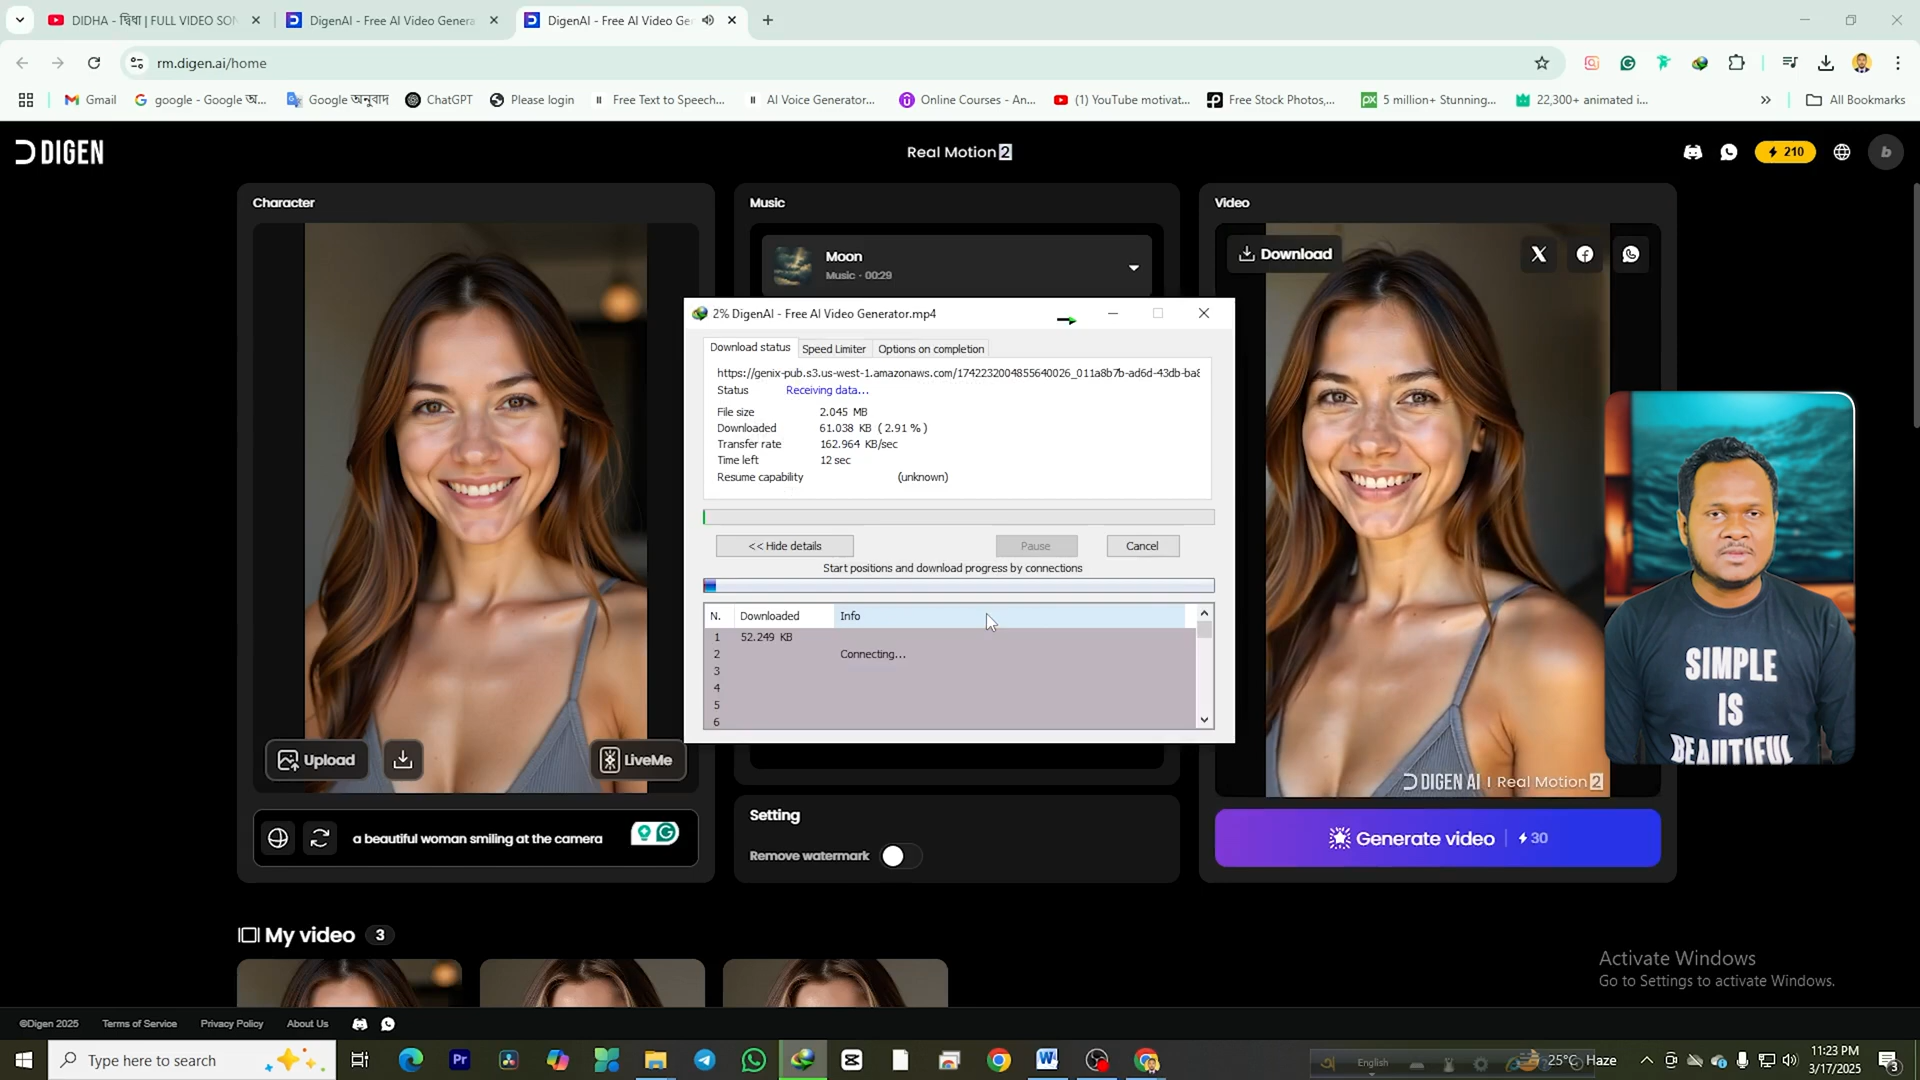 DIDHA - দ্বিধা | FULL VIDEO SON
DigenAI - Free AI Video Genera
DigenAI - Free AI Video Ge
rm.digen.ai/home
Gmail
google - Google অ...
Google অনুবাদ
ChatGPT
Please login
Free Text to Speech...
AI Voice Generator...
Online Courses - An...
(1) YouTube motivat...
Free Stock Photos,...
5 million+ Stunning...
22,300+ animated i...
All Bookmarks
DIGEN
Real Motion 2
210
b
Character
Music
Video
Moon
Music - 00:29
Download
2% DigenAI - Free AI Video Generator.mp4
Download status
Speed Limiter
Options on completion
https://genix-pub.s3.us-west-1.amazonaws.com/1742232004855640026_011a8b7b-ad6d-43db-ba8
Status Receiving data...
File size 2.045 MB
Downloaded 61.038 KB ( 2.91 % )
Transfer rate 162.964 KB/sec
Time left 12 sec
Resume capability (unknown)
<< Hide details
Pause
Cancel
Start positions and download progress by connections
N. Downloaded Info
1 52.249 KB
2 Connecting...
3
4
5
6
SIMPLE
IS
BEAUTIFUL
Upload
LiveMe
DIGEN AI | Real Motion 2
a beautiful woman smiling at the camera
Setting
Remove watermark
Generate video 30
My video 3
Activate Windows
Go to Settings to activate Windows.
©Digen 2025
Terms of Service
Privacy Policy
About Us
Type here to search
English
25°C Haze
11:23 PM
3/17/2025
3